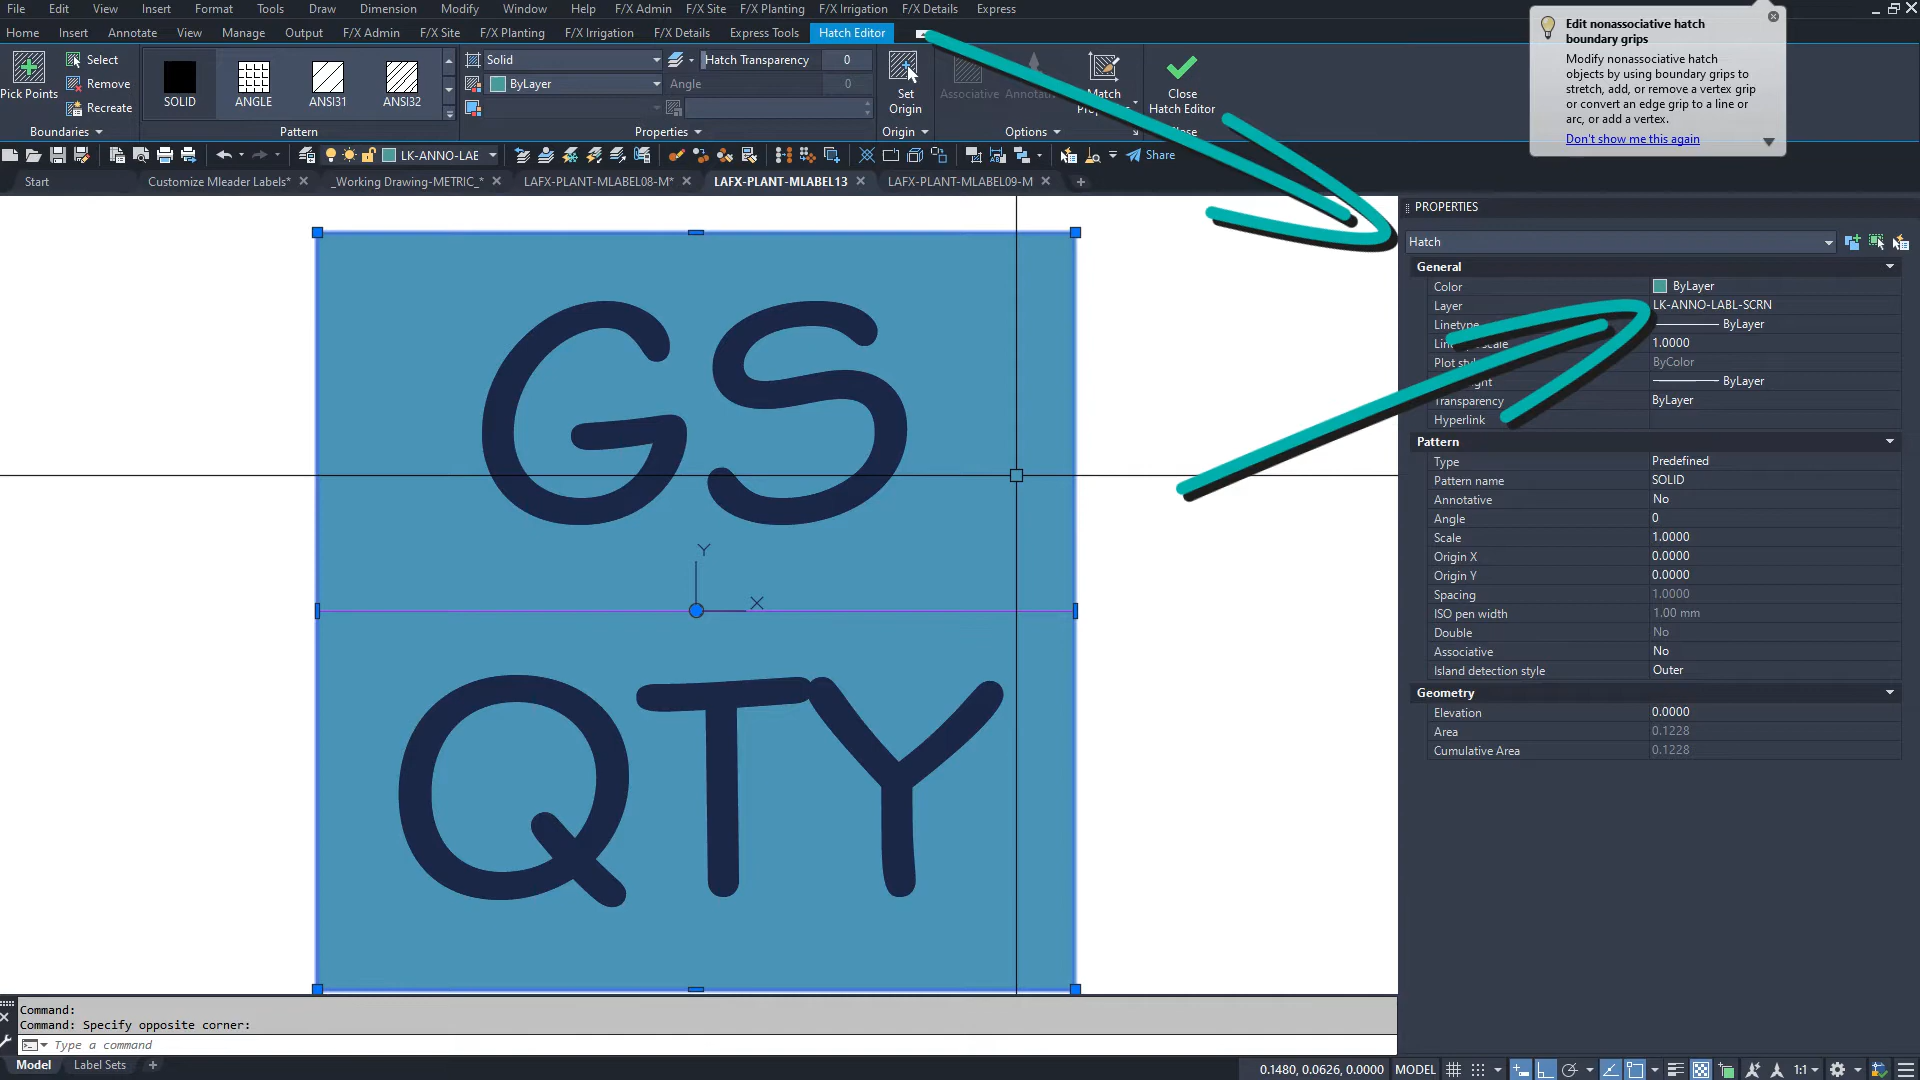 File Edit View Insert Format Tools Draw Dimension Modify Window Help F/X Admin F/X Site F/X Planting F/X Irrigation F/X Details Express
Home Insert Annotate View Manage Output F/X Admin F/X Site F/X Planting F/X Irrigation F/X Details Express Tools Hatch Editor
Pick Points
Select
Remove
Recreate
Boundaries
SOLID ANGLE ANSI31 ANSI32
Pattern
Solid
Hatch Transparency 0
ByLayer
Angle 0
Properties
Set Origin
Origin
Associative
Match
Options
Close
Hatch Editor
Close
Edit nonassociative hatch
boundary grips
Modify nonassociative hatch
objects by using boundary grips to
stretch, add, or remove a vertex grip
or convert an edge grip to a line or
arc, or add a vertex.
Don't show me this again
LK-ANNO-LAE
Share
Start Customize Mleader Labels* _Working Drawing-METRIC_* LAFX-PLANT-MLABEL08-M* LAFX-PLANT-MLABEL13 LAFX-PLANT-MLABEL09-M
GS
Y
X
QTY
PROPERTIES
Hatch
General
Color ByLayer
Layer LK-ANNO-LABL-SCRN
Linetype ByLayer
1.0000
ByColor
ByLayer
Transparency ByLayer
Hyperlink
Pattern
Type Predefined
Pattern name SOLID
Annotative No
Angle 0
Scale 1.0000
Origin X 0.0000
Origin Y 0.0000
Spacing 1.0000
ISO pen width 1.00 mm
Double No
Associative No
Island detection style Outer
Geometry
Elevation 0.0000
Area 0.1228
Cumulative Area 0.1228
Command:
Command: Specify opposite corner:
Type a command
Model Label Sets
0.1480, 0.0626, 0.0000 MODEL 1:1